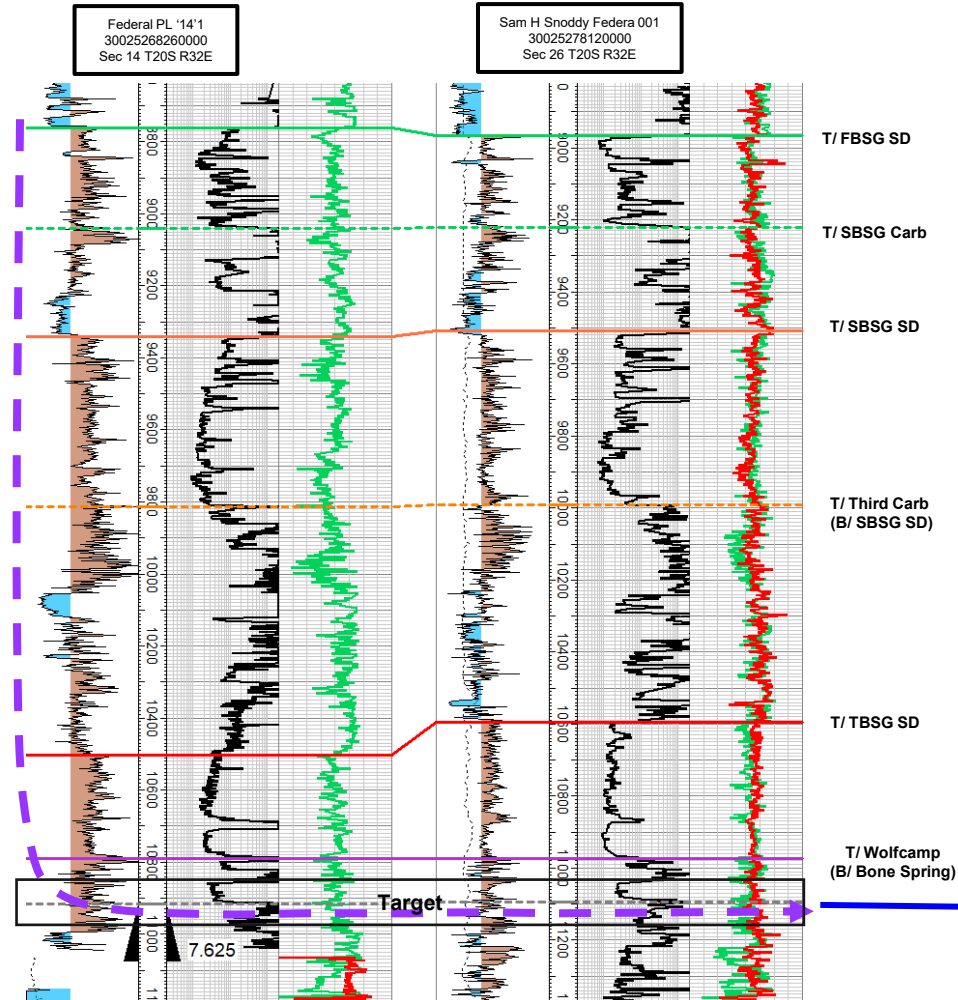 Federal PL '14'1
30025268260000
Sec 14 T20S R32E
Sam H Snoddy Federa 001
30025278120000
Sec 26 T20S R32E
T/ FBSG SD
T/ SBSG Carb
T/ SBSG SD
T/ Third Carb
(B/ SBSG SD)
T/ TBSG SD
T/ Wolfcamp
(B/ Bone Spring)
8800
9000
9200
9400
9600
9800
10000
10200
10400
10600
10800
11000
9000
9200
9400
9600
9800
10000
10200
10400
10600
10800
11000
11200
Target
7.625